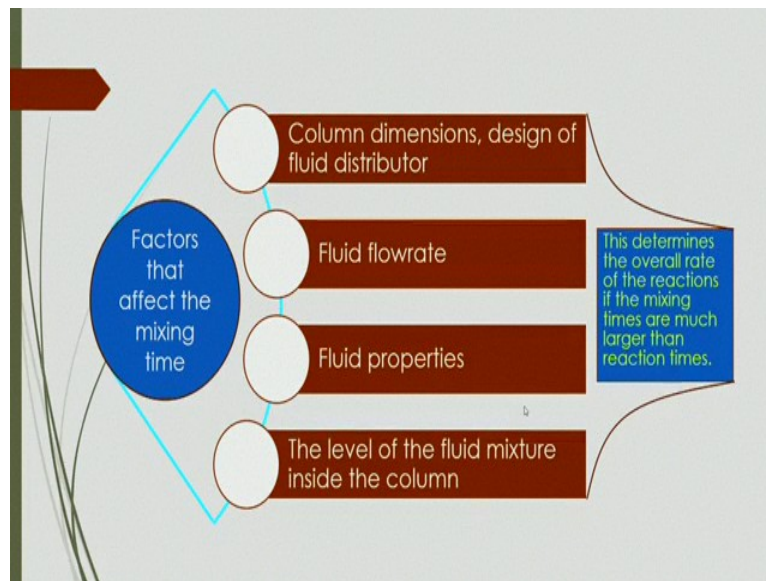 Factors
that
affect the
mixing
time
Column dimensions, design of
fluid distributor
Fluid flowrate
Fluid properties
The level of the fluid mixture
inside the column
This determines
the overall rate
of the reactions
if the mixing
times are much
larger than
reaction times.